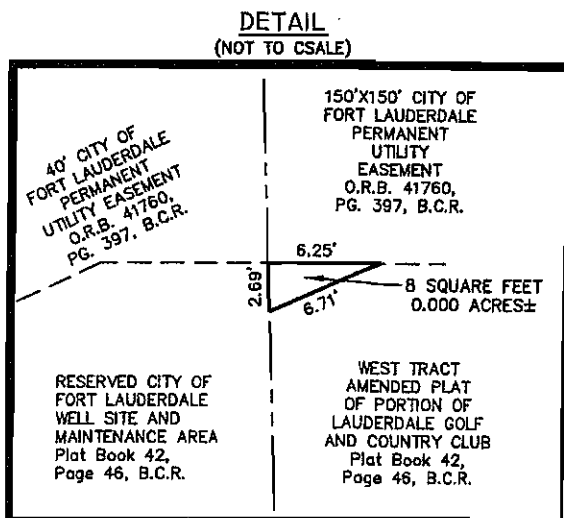 DETAIL
(NOT TO CSALE)
40' CITY OF
FORT LAUDERDALE
PERMANENT
UTILITY EASEMENT
O.R.B. 41760,
PG. 397, B.C.R.
150'X150' CITY OF
FORT LAUDERDALE
PERMANENT
UTILITY
EASEMENT
O.R.B. 41760,
PG. 397, B.C.R.
6.25'
2.69'
6.71'
8 SQUARE FEET
0.000 ACRES±
RESERVED CITY OF
FORT LAUDERDALE
WELL SITE AND
MAINTENANCE AREA
Plat Book 42,
Page 46, B.C.R.
WEST TRACT
AMENDED PLAT
OF PORTION OF
LAUDERDALE GOLF
AND COUNTRY CLUB
Plat Book 42,
Page 46, B.C.R.